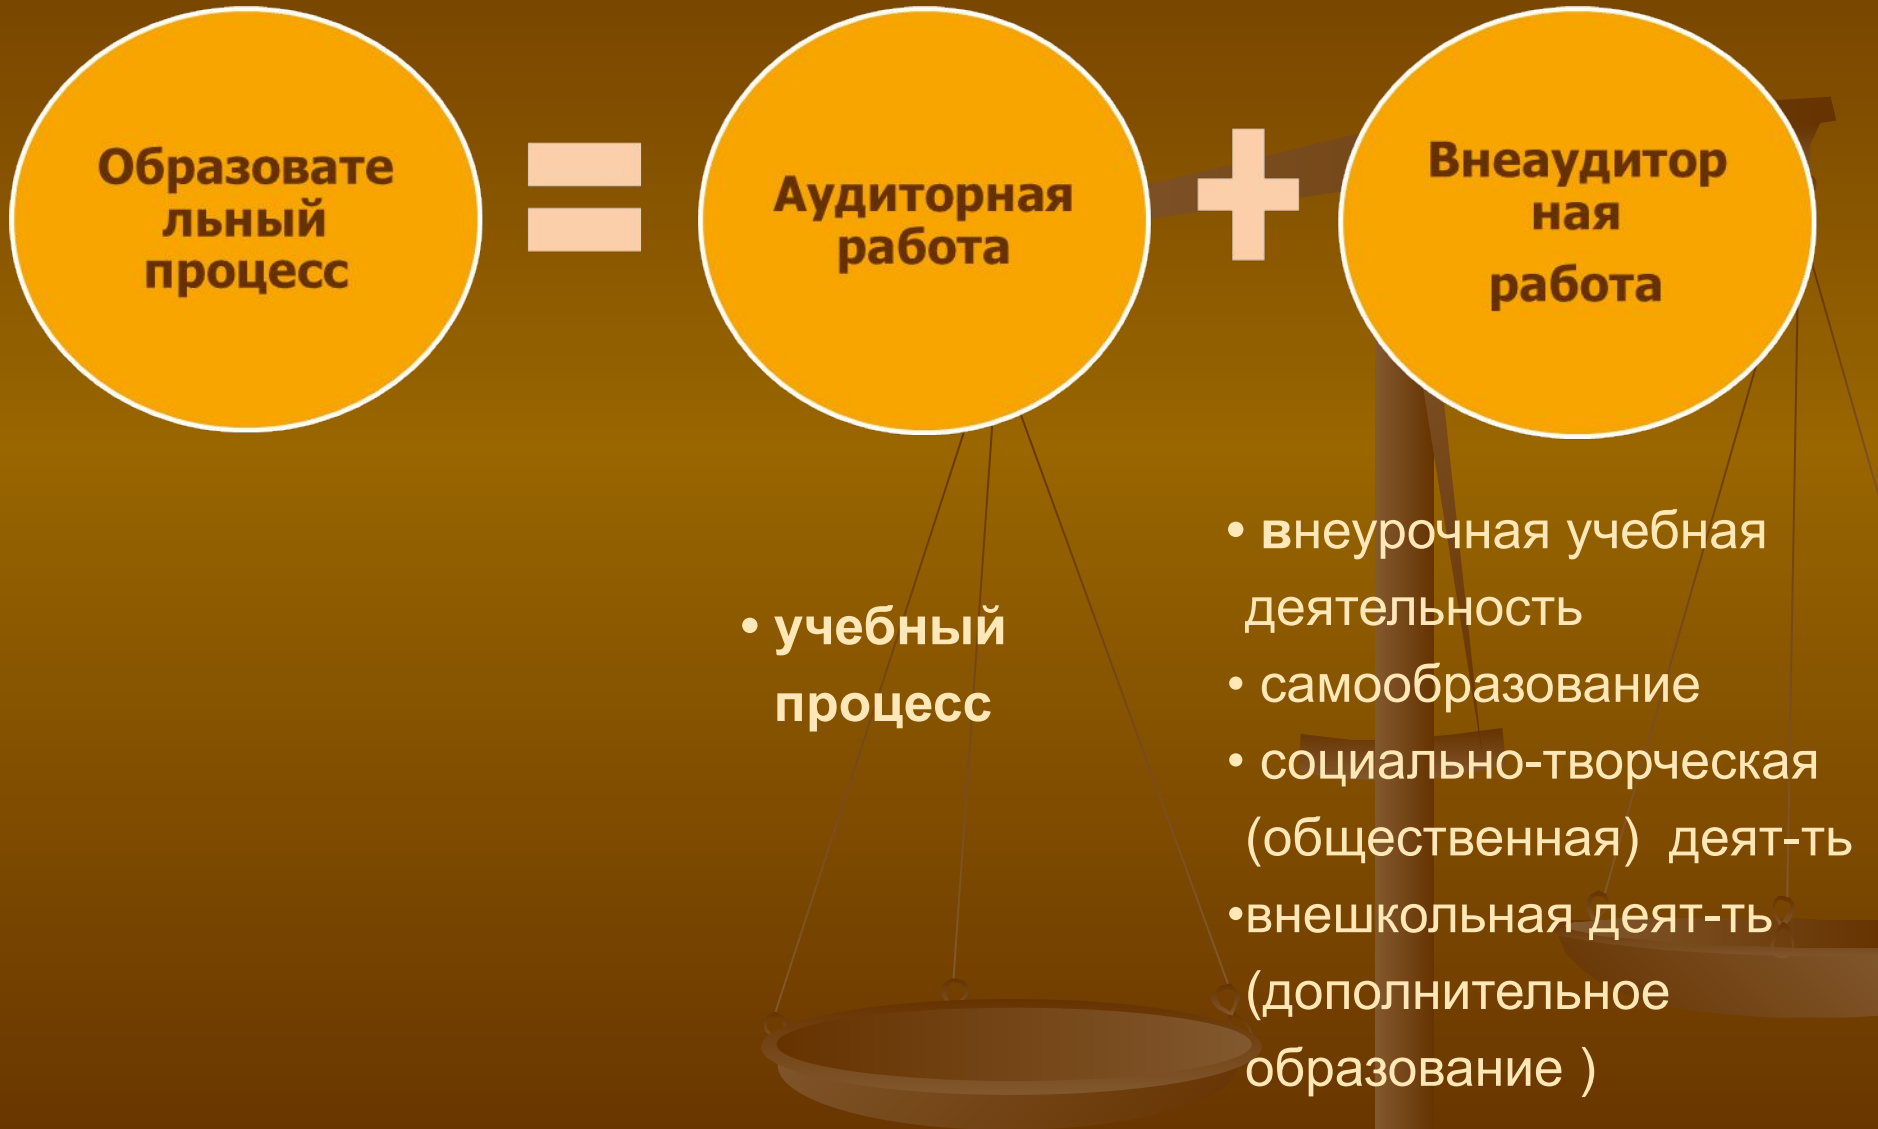 Образовате
льный
процесс
=
Аудиторная
работа
+
Внеаудитор
ная
работа
• учебный
процесс
• внеурочная учебная
деятельность
• самообразование
• социально-творческая
(общественная) деят-ть
•внешкольная деят-ть
(дополнительное
образование )